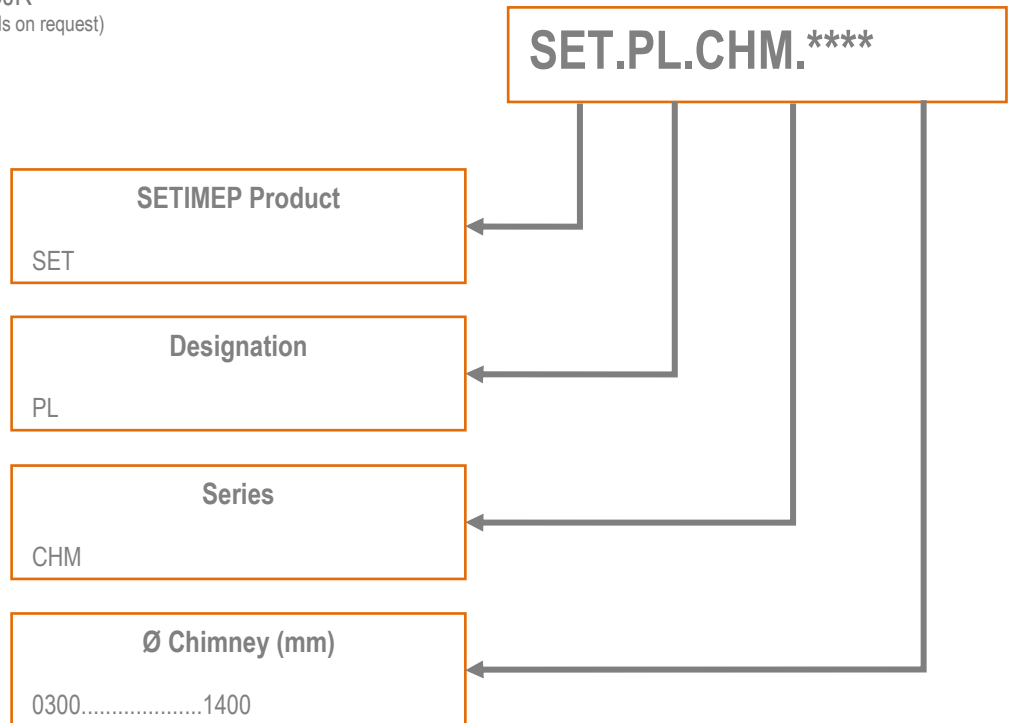 ls on request)
SET.PL.CHM.****
SETIMEP Product
SET
Designation
PL
Series
CHM
Ø Chimney (mm)
0300....................1400